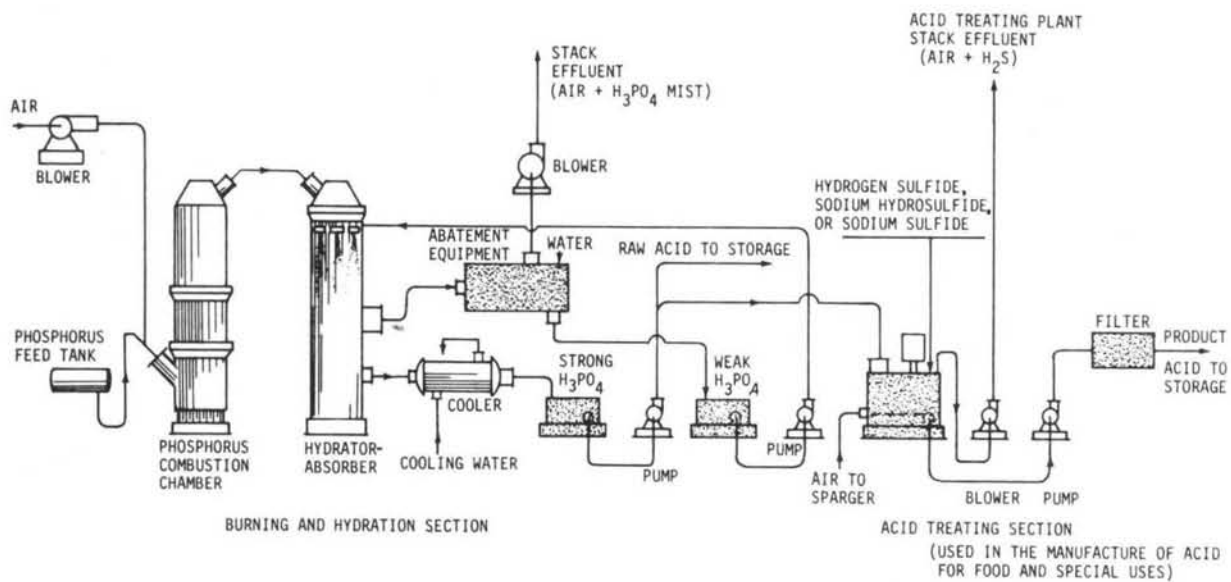 ACID TREATING PLANT
STACK EFFLUENT
(AIR + H₂S)
STACK
EFFLUENT
(AIR + H₃PO₄ MIST)
AIR
BLOWER
BLOWER
HYDROGEN SULFIDE,
SODIUM HYDROSULFIDE,
OR SODIUM SULFIDE
ABATEMENT
EQUIPMENT
WATER
RAW ACID TO STORAGE
PHOSPHORUS
FEED TANK
FILTER
PRODUCT
ACID TO
STORAGE
STRONG
H₃PO₄
WEAK
H₃PO₄
COOLER
PHOSPHORUS
COMBUSTION
CHAMBER
HYDRATOR-
ABSORBER
COOLING WATER
PUMP
PUMP
AIR TO
SPARGER
BLOWER
PUMP
BURNING AND HYDRATION SECTION
ACID TREATING SECTION
(USED IN THE MANUFACTURE OF ACID
FOR FOOD AND SPECIAL USES)